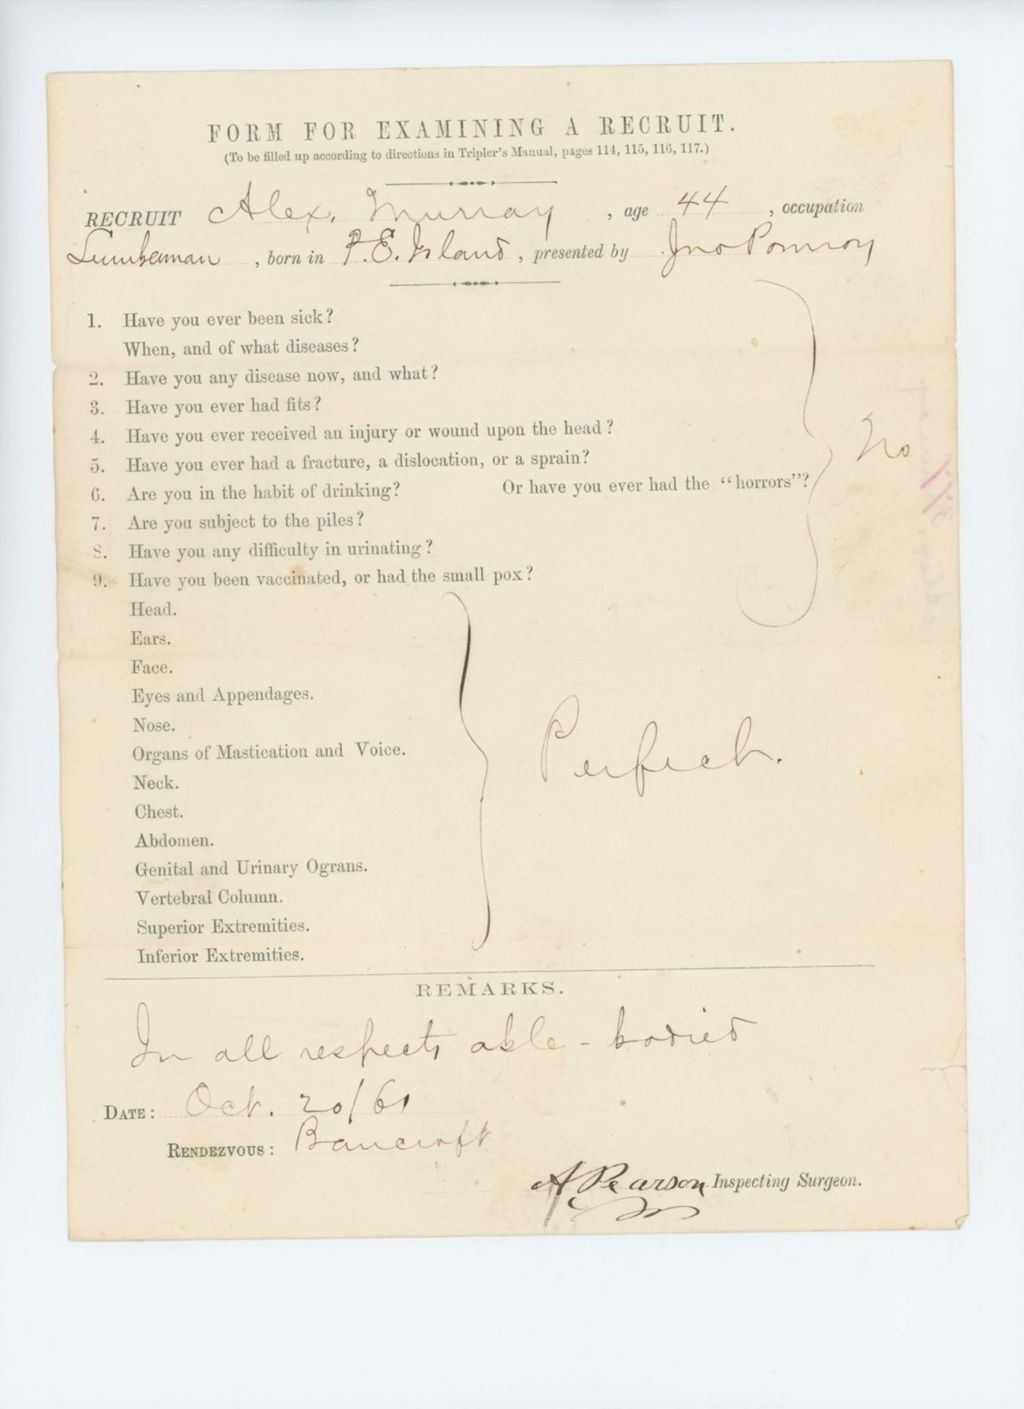 FORM FOR EXAMINING A RECRUIT.
(To be filled up according to directions in Tripler's Manual, pages 114, 115, 116, 117.)
RECRUIT Alex. Murray , age 44 , occupation
Lumberman , born in P. E. Island , presented by Jno Pomroy
1. Have you ever been sick?
When, and of what diseases?
2. Have you any disease now, and what?
3. Have you ever had fits?
4. Have you ever received an injury or wound upon the head?
No
5. Have you ever had a fracture, a dislocation, or a sprain?
6. Are you in the habit of drinking? Or have you ever had the "horrors"?
7. Are you subject to the piles?
8. Have you any difficulty in urinating?
9. Have you been vaccinated, or had the small pox?
Head.
Ears.
Face.
Eyes and Appendages.
Nose.
Organs of Mastication and Voice.
Perfect.
Neck.
Chest.
Abdomen.
Genital and Urinary Ograns.
Vertebral Column.
Superior Extremities.
Inferior Extremities.
REMARKS.
In all respects able-bodied
DATE: Oct. 20/61
RENDEZVOUS: Bancroft
A Pearson Inspecting Surgeon.